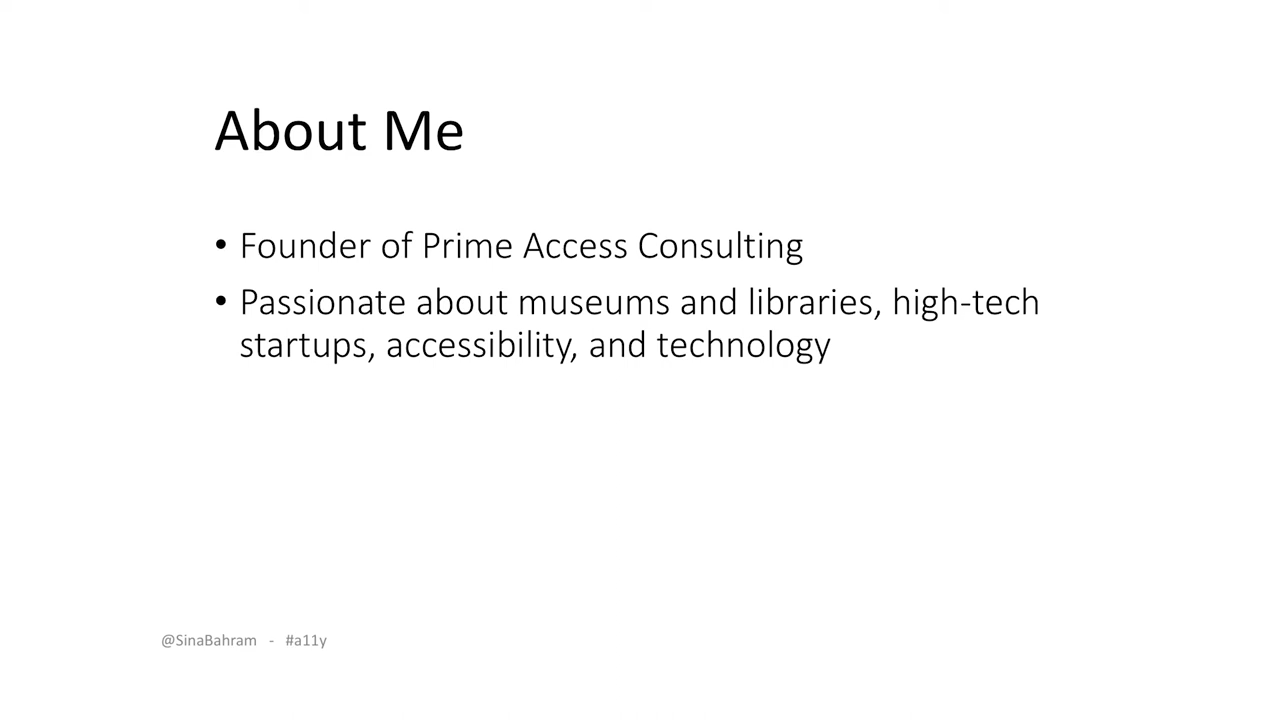 About Me
• Founder of Prime Access Consulting
• Passionate about museums and libraries, high-tech
startups, accessibility, and technology
@SinaBahram - #a11y